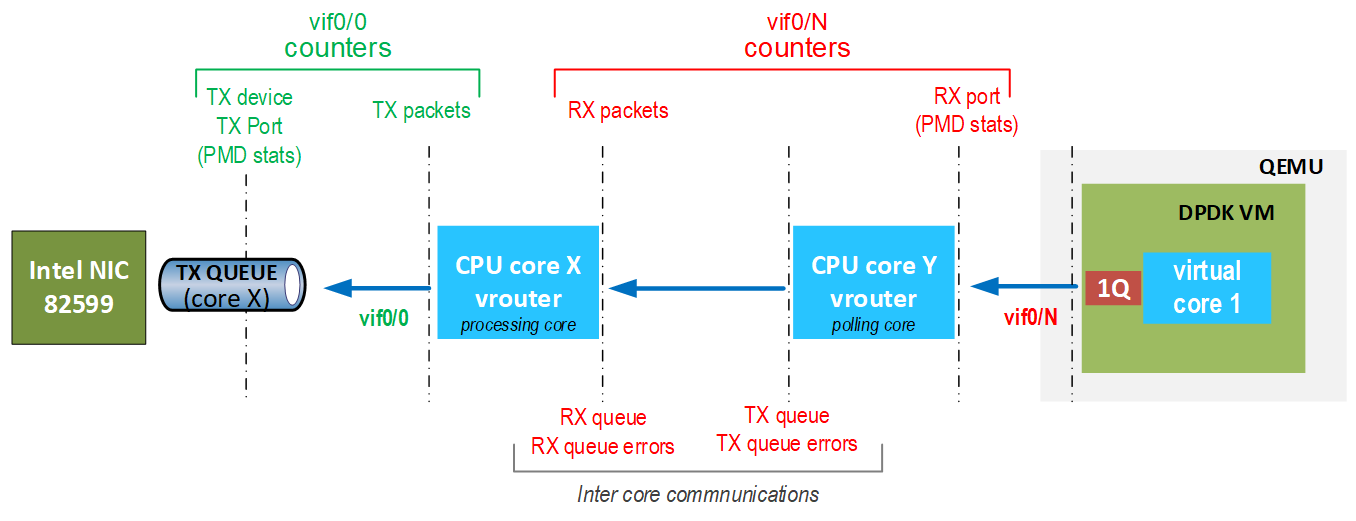 vif0/0
counters
vif0/N
counters
TX device
TX Port
(PMD stats)
TX packets
RX packets
RX port
(PMD stats)
QEMU
DPDK VM
Intel NIC
82599
TX QUEUE
(core X)
vif0/0
CPU core X
vrouter
processing core
CPU core Y
vrouter
polling core
vif0/N
1Q
virtual
core 1
RX queue
RX queue errors
TX queue
TX queue errors
Inter core commnunications